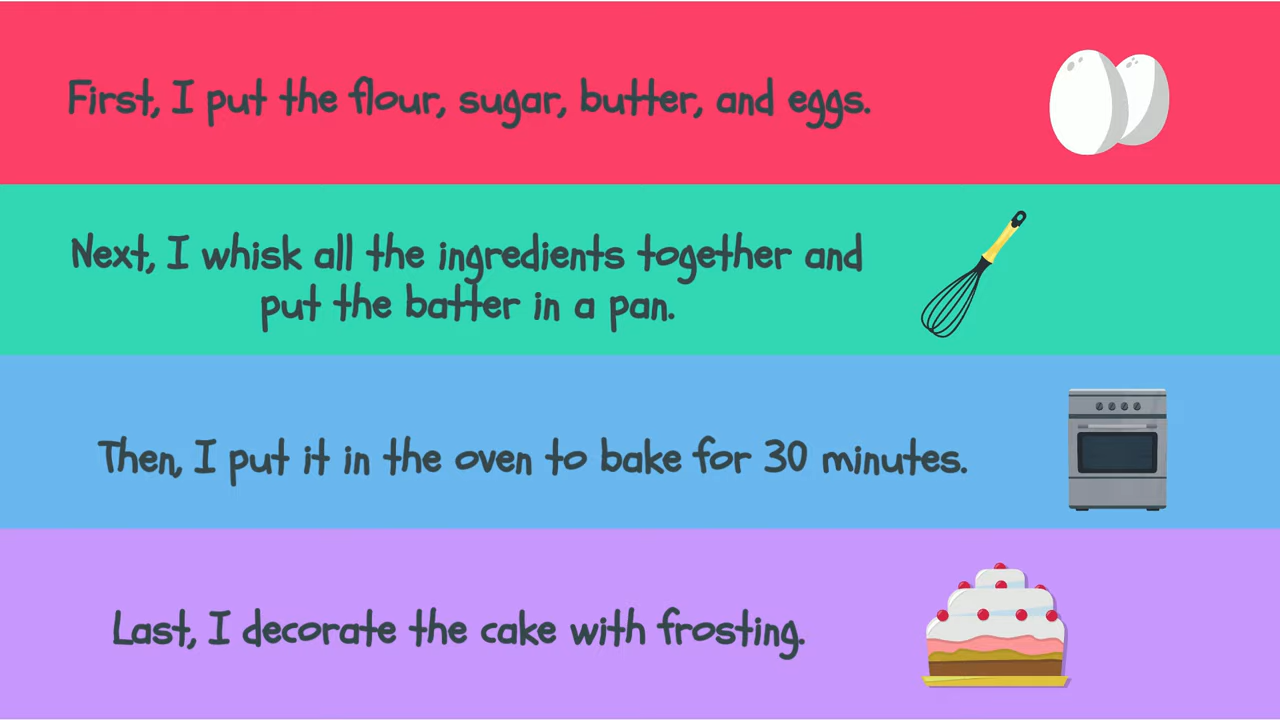 First, I put the flour, sugar, butter, and eggs.
Next, I whisk all the ingredients together and
put the batter in a pan.
Then, I put it in the oven to bake for 30 minutes.
Last, I decorate the cake with frosting.